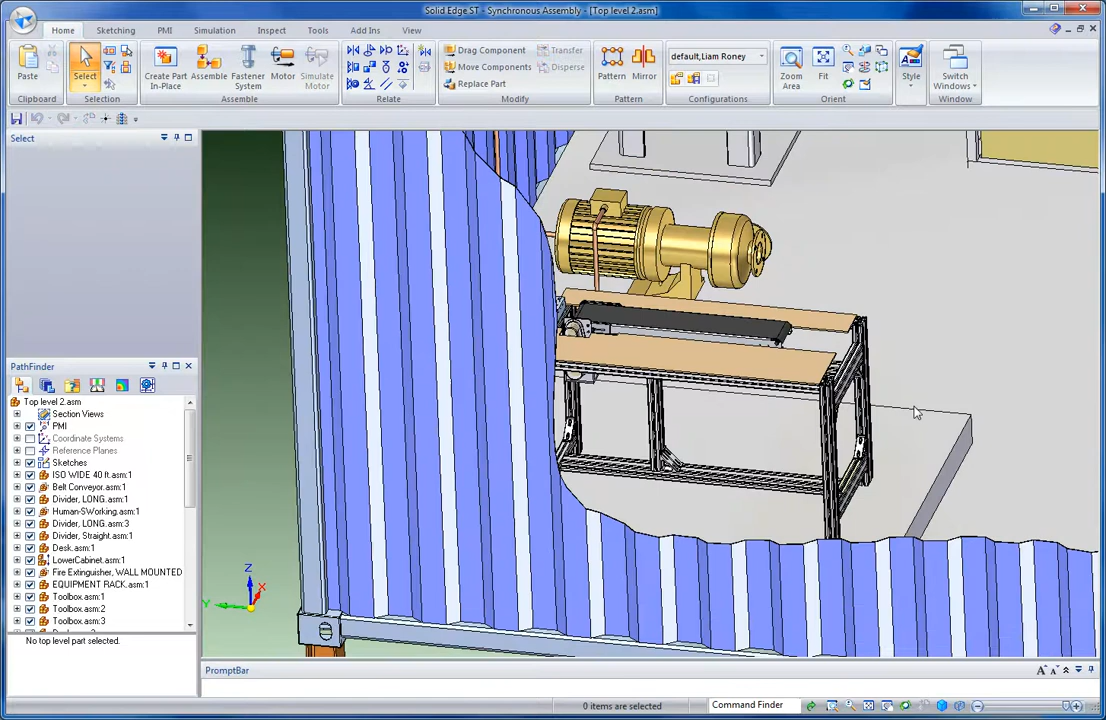 Solid Edge ST - Synchronous Assembly - [Top level 2.asm]
Home Sketching PMI Simulation Inspect Tools Add Ins View
Paste
Select
Create Part In-Place
Assemble
Fastener System
Motor
Simulate Motor
Drag Component
Move Components
Replace Part
Transfer
Disperse
Pattern
Mirror
default,Liam Roney
Zoom Area
Fit
Style
Switch Windows
Clipboard Selection Assemble Relate Modify Pattern Configurations Orient Window
Select
PathFinder
Top level 2.asm
Section Views
PMI
Coordinate Systems
Reference Planes
Sketches
ISO WIDE 40 ft.asm:1
Belt Conveyor.asm:1
Divider, LONG.asm:1
Human-SWorking.asm:1
Divider, LONG.asm:3
Divider, Straight.asm:1
Desk.asm:1
LowerCabinet.asm:1
Fire Extinguisher, WALL MOUNTED
EQUIPMENT RACK.asm:1
Toolbox.asm:1
Toolbox.asm:2
Toolbox.asm:3
No top level part selected.
Z
X
Y
PromptBar
0 items are selected
Command Finder